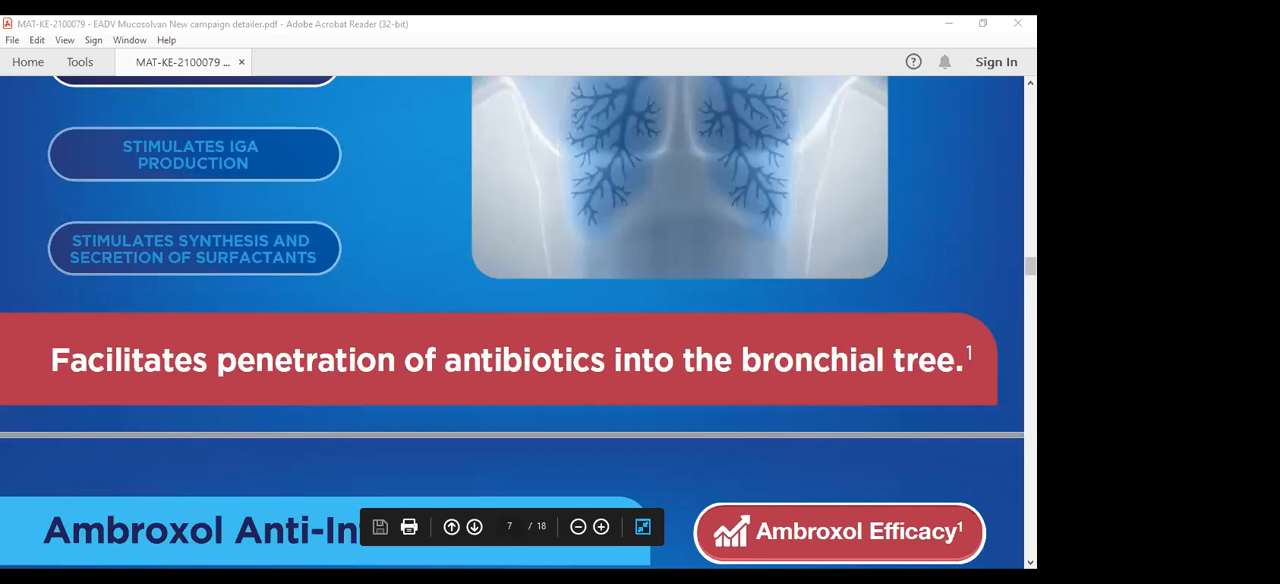 MAT-KE-2100079 - EADV Mucosolvan New campaign detailer.pdf - Adobe Acrobat Reader (32-bit)
File Edit View Sign Window Help
Home Tools MAT-KE-2100079 ... × Sign In
STIMULATES IGA
PRODUCTION
STIMULATES SYNTHESIS AND
SECRETION OF SURFACTANTS
Facilitates penetration of antibiotics into the bronchial tree.¹
Ambroxol Anti-In
7 / 18
Ambroxol Efficacy¹